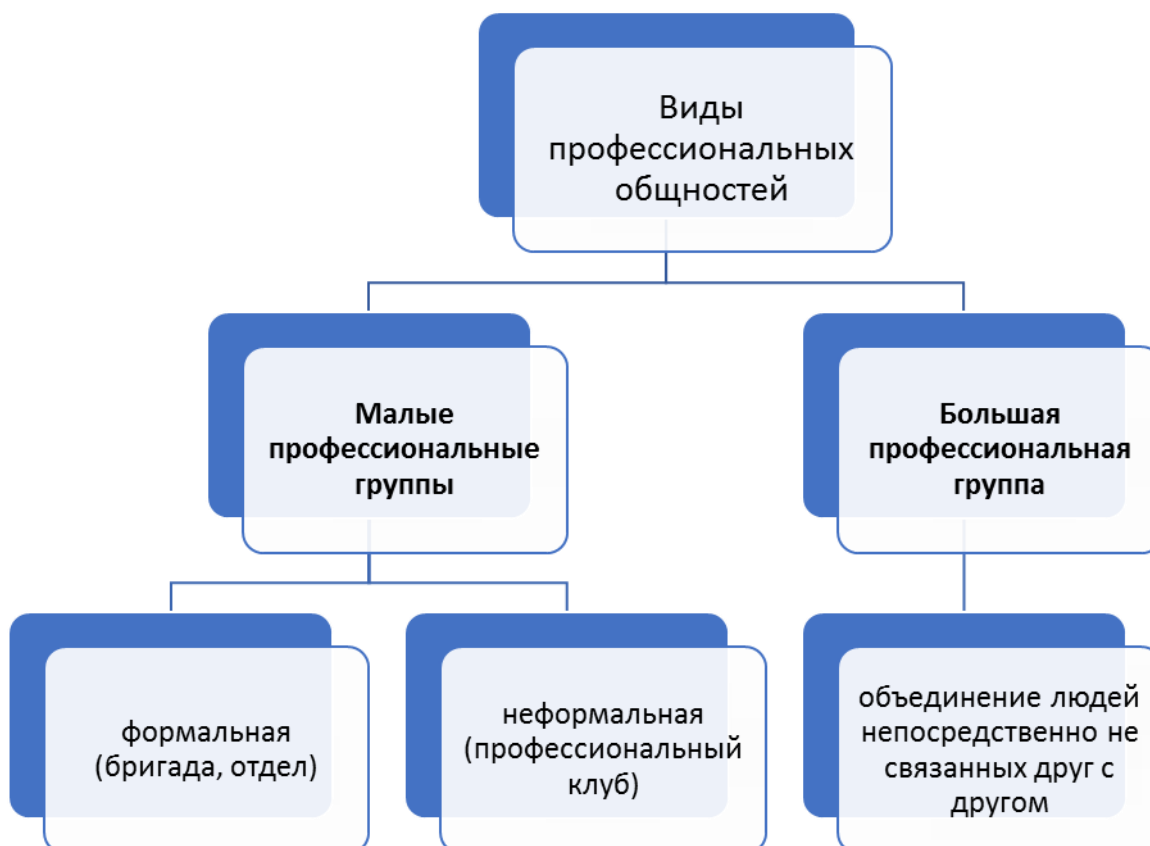 Виды
профессиональных
общностей
Малые
профессиональные
группы
Большая
профессиональная
группа
формальная
(бригада, отдел)
неформальная
(профессиональный
клуб)
объединение людей
непосредственно не
связанных друг с
другом